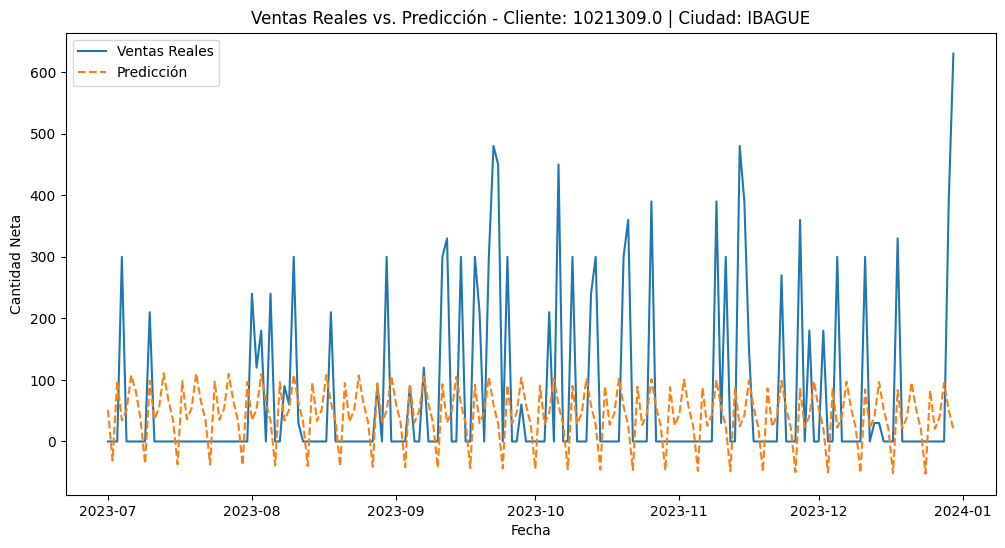 Ventas Reales vs. Predicción - Cliente: 1021309.0 | Ciudad: IBAGUE
Ventas Reales
Predicción
Cantidad Neta
600
500
400
300
200
100
0
2023-07
2023-08
2023-09
2023-10
2023-11
2023-12
2024-01
Fecha